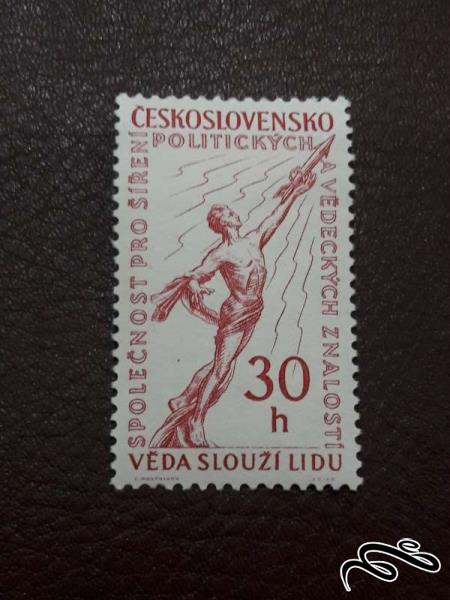 ČESKOSLOVENSKO
SPOLEČNOST PRO ŠÍŘENÍ
POLITICKÝCH
A VĚDECKÝCH ZNALOSTÍ
30
h
VĚDA SLOUŽÍ LIDU